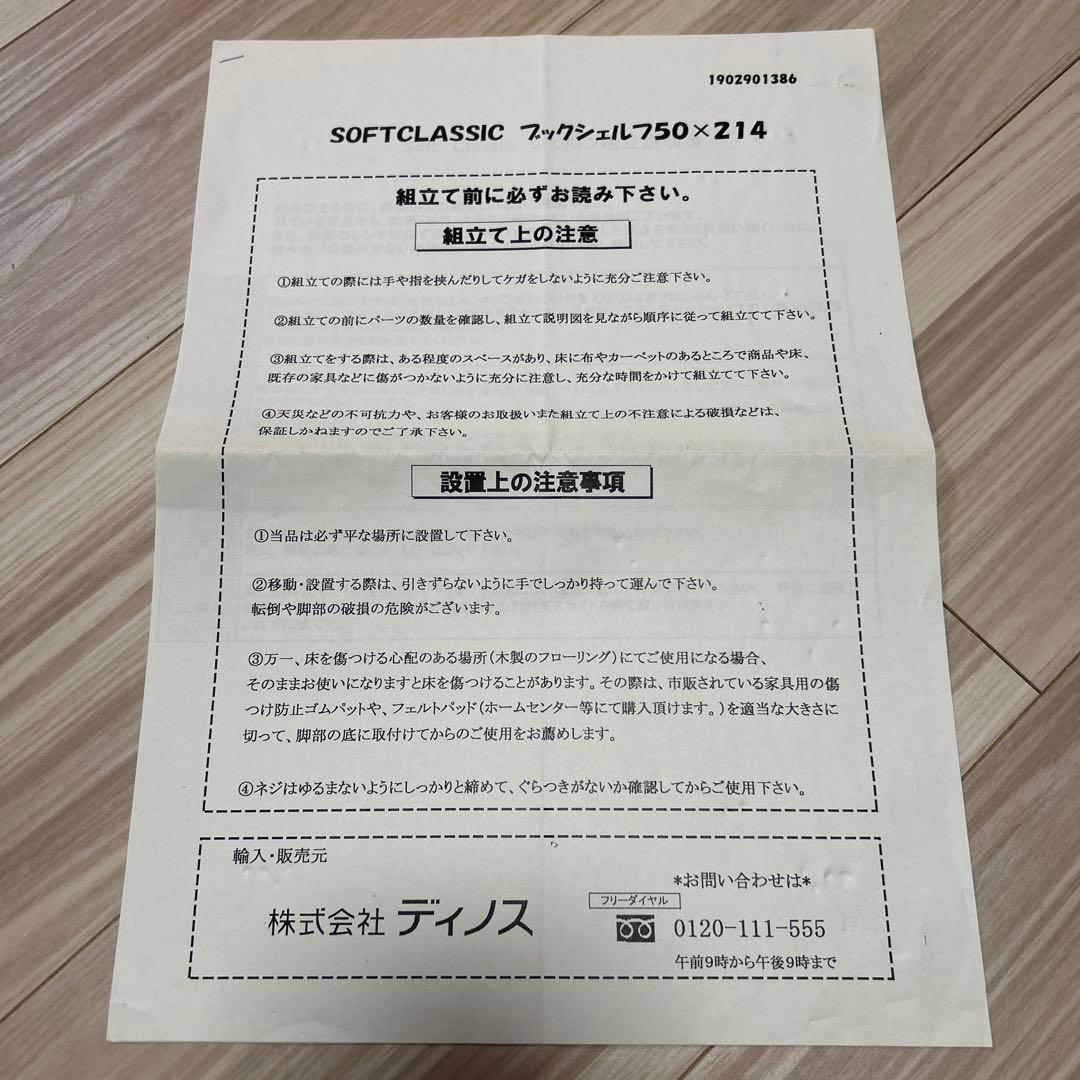 1902901386
SOFTCLASSIC ブックシェルフ50×214
組立て前に必ずお読み下さい。
組立て上の注意
①組立ての際には手や指を挟んだりしてケガをしないように充分ご注意下さい。
②組立ての前にパーツの数量を確認し、組立て説明図を見ながら順序に従って組立てて下さい。
③組立てをする際は、ある程度のスペースがあり、床に布やカーペットのあるところで商品や床、
既存の家具などに傷がつかないように充分に注意し、充分な時間をかけて組立てて下さい。
④天災などの不可抗力や、お客様のお取扱いまた組立て上の不注意による破損などは、
保証しかねますのでご了承下さい。
設置上の注意事項
①当品は必ず平な場所に設置して下さい。
②移動・設置する際は、引きずらないように手でしっかり持って運んで下さい。
転倒や脚部の破損の危険がございます。
③万一、床を傷つける心配のある場所(木製のフローリング)にてご使用になる場合、
そのままお使いになりますと床を傷つけることがあります。その際は、市販されている家具用の傷
つけ防止ゴムパットや、フェルトパッド(ホームセンター等にて購入頂けます。)を適当な大きさに
切って、脚部の底に取付けてからのご使用をお薦めします。
④ネジはゆるまないようにしっかりと締めて、ぐらつきがないか確認してからご使用下さい。
輸入・販売元
*お問い合わせは*
フリーダイヤル
株式会社 ディノス
0120-111-555
午前9時から午後9時まで